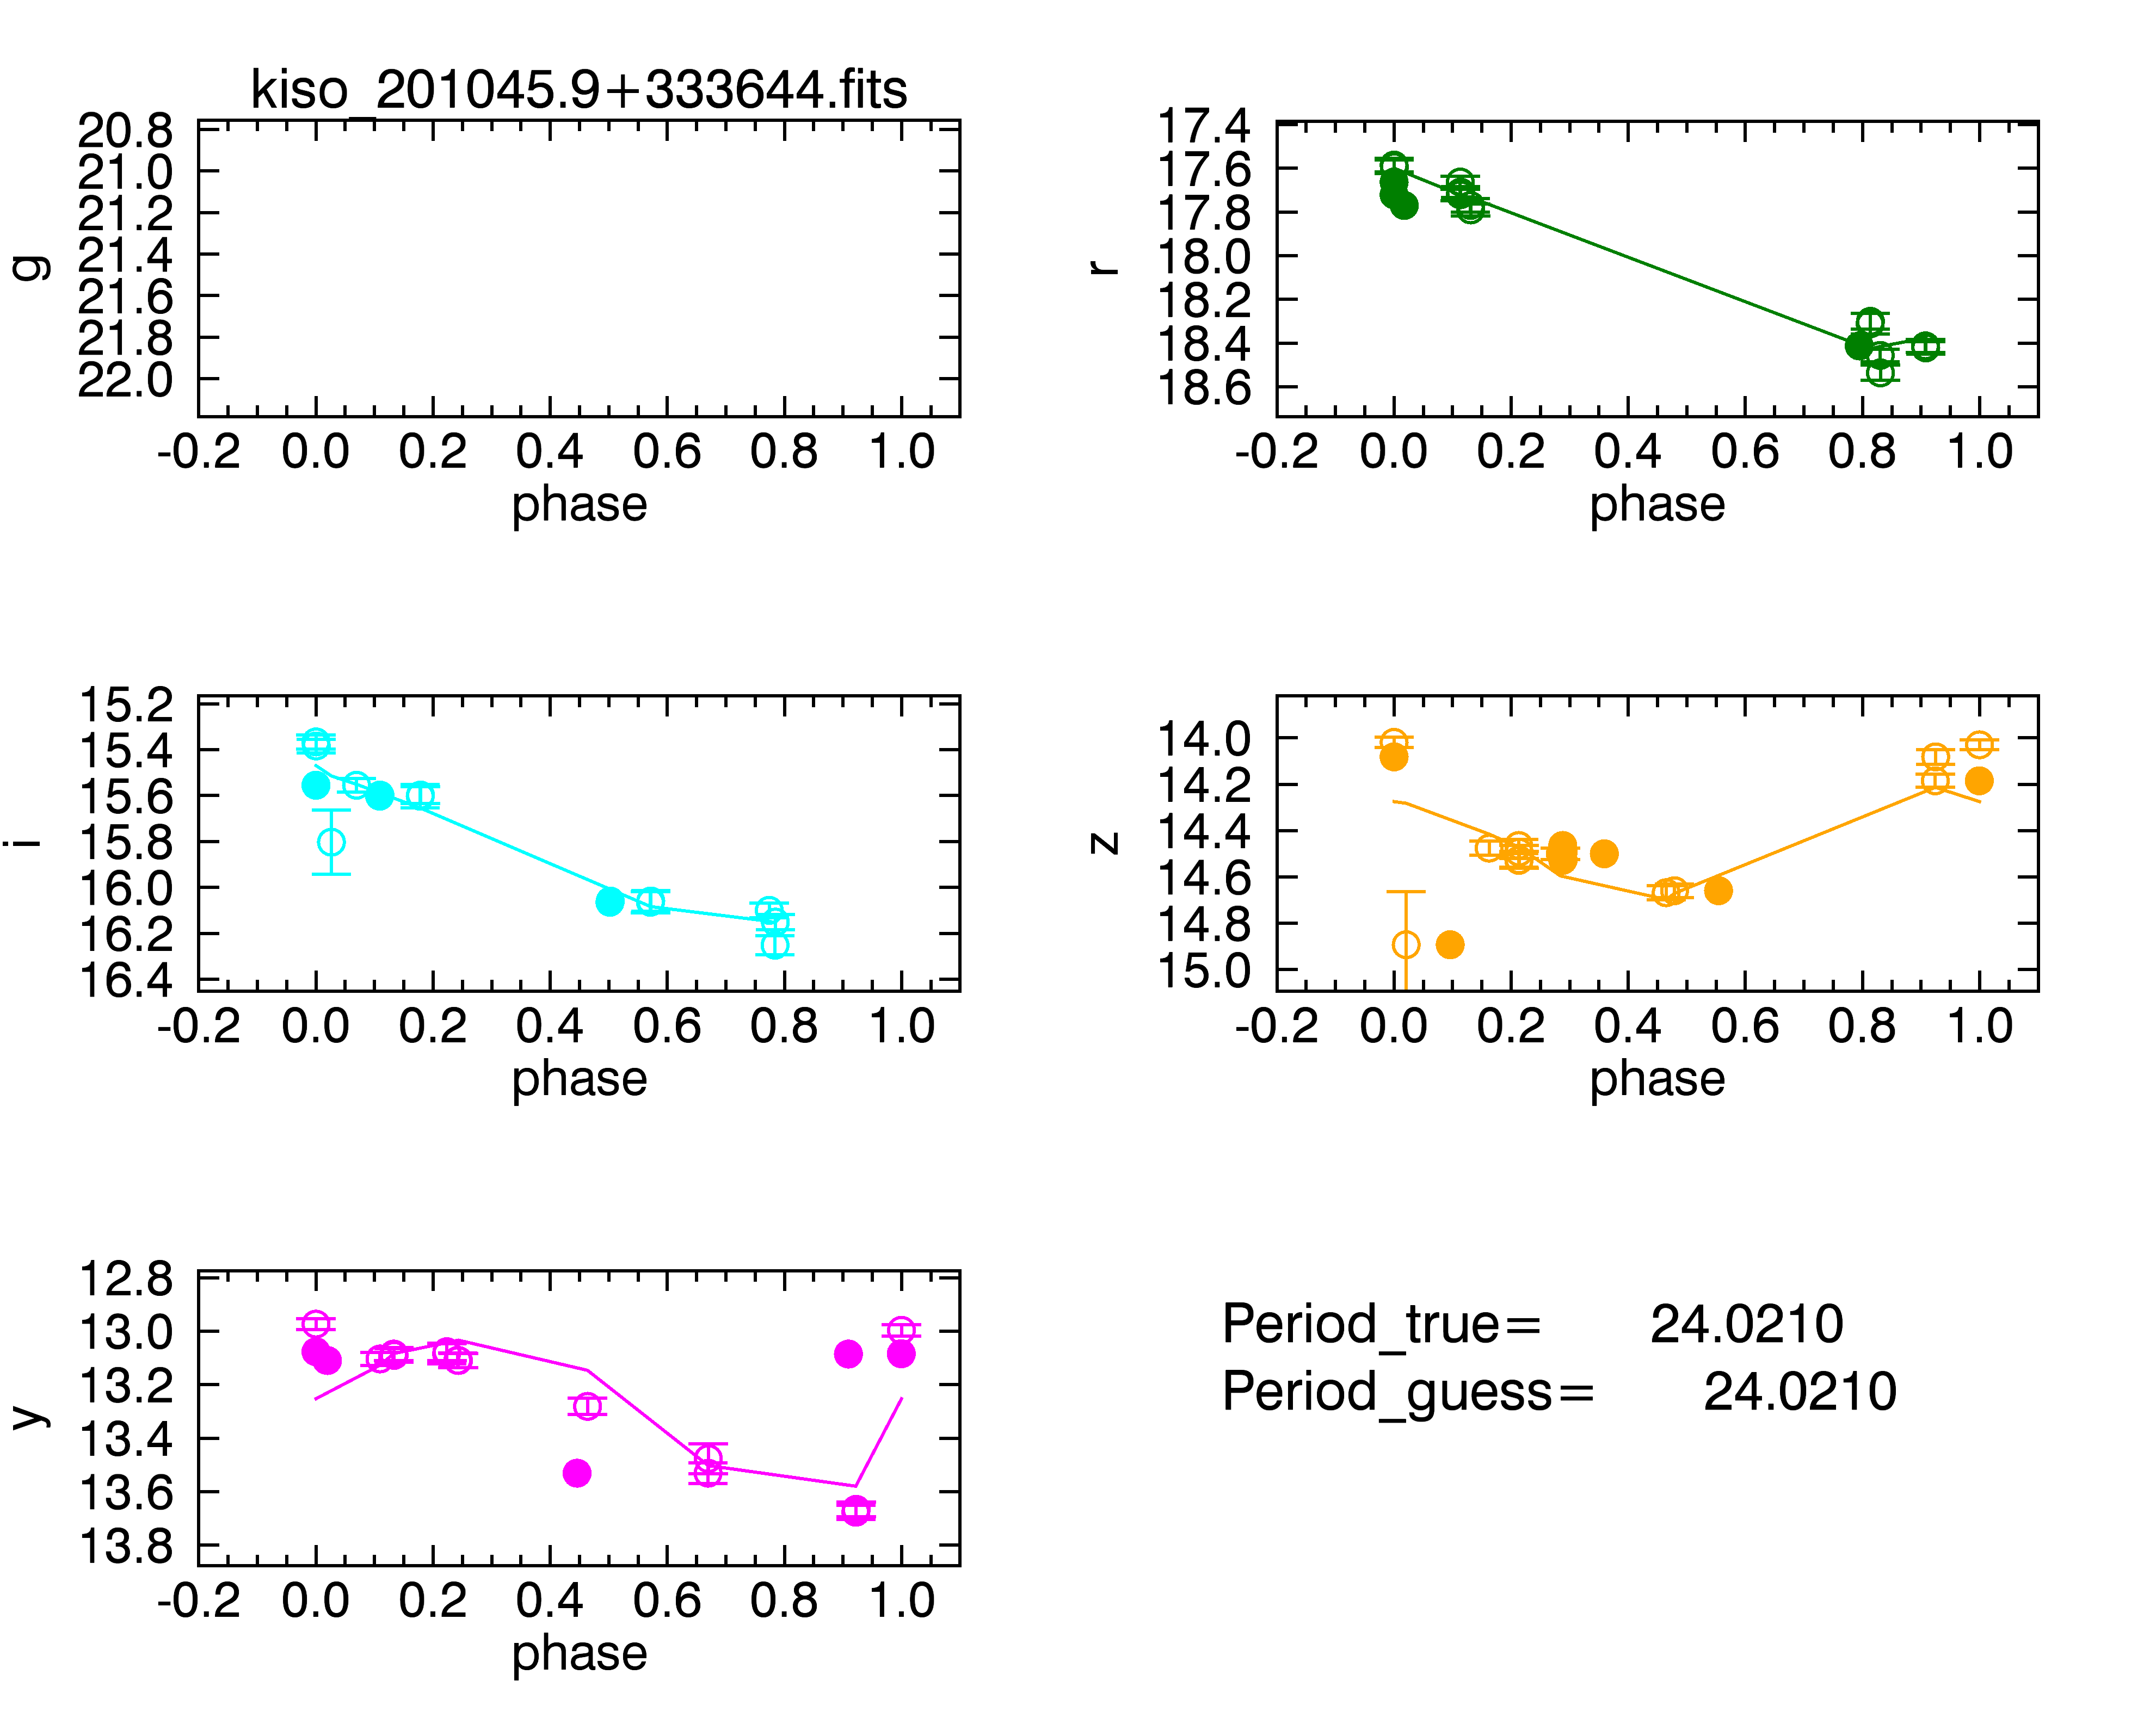 kiso_201045.9+333644.fits
20.8
21.0
21.2
21.4
21.6
21.8
22.0
g
-0.2 0.0 0.2 0.4 0.6 0.8 1.0
phase
17.4
17.6
17.8
18.0
18.2
18.4
18.6
r
-0.2 0.0 0.2 0.4 0.6 0.8 1.0
phase
15.2
15.4
15.6
15.8
16.0
16.2
16.4
i
-0.2 0.0 0.2 0.4 0.6 0.8 1.0
phase
14.0
14.2
14.4
14.6
14.8
15.0
z
-0.2 0.0 0.2 0.4 0.6 0.8 1.0
phase
12.8
13.0
13.2
13.4
13.6
13.8
y
-0.2 0.0 0.2 0.4 0.6 0.8 1.0
phase
Period_true= 24.0210
Period_guess= 24.0210